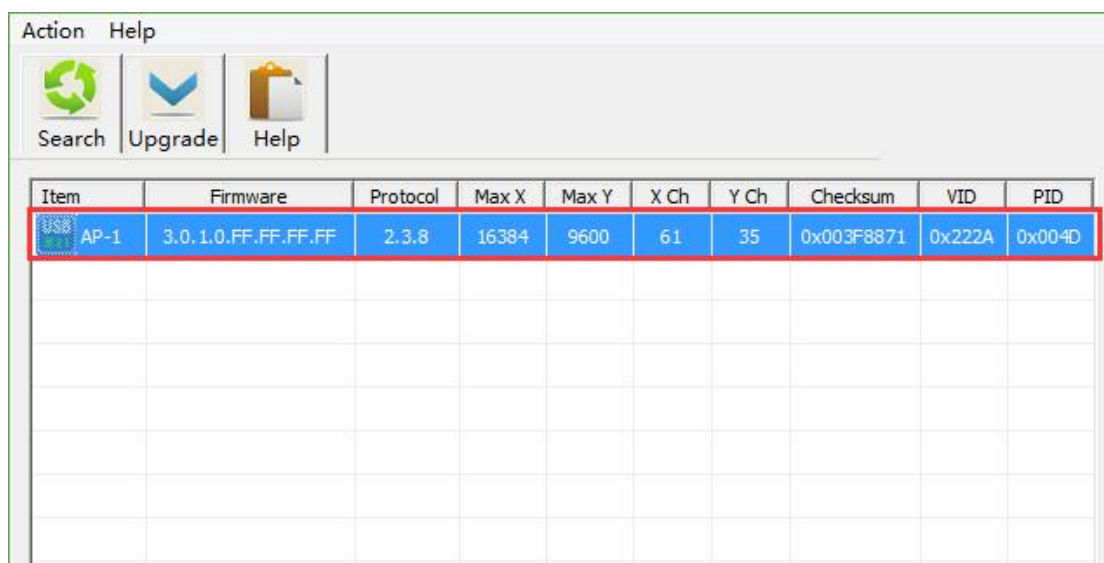 Action Help
Search Upgrade Help
Item Firmware Protocol Max X Max Y X Ch Y Ch Checksum VID PID
USB AP-1 3.0.1.0.FF.FF.FF.FF 2.3.8 16384 9600 61 35 0x003F8871 0x222A 0x004D